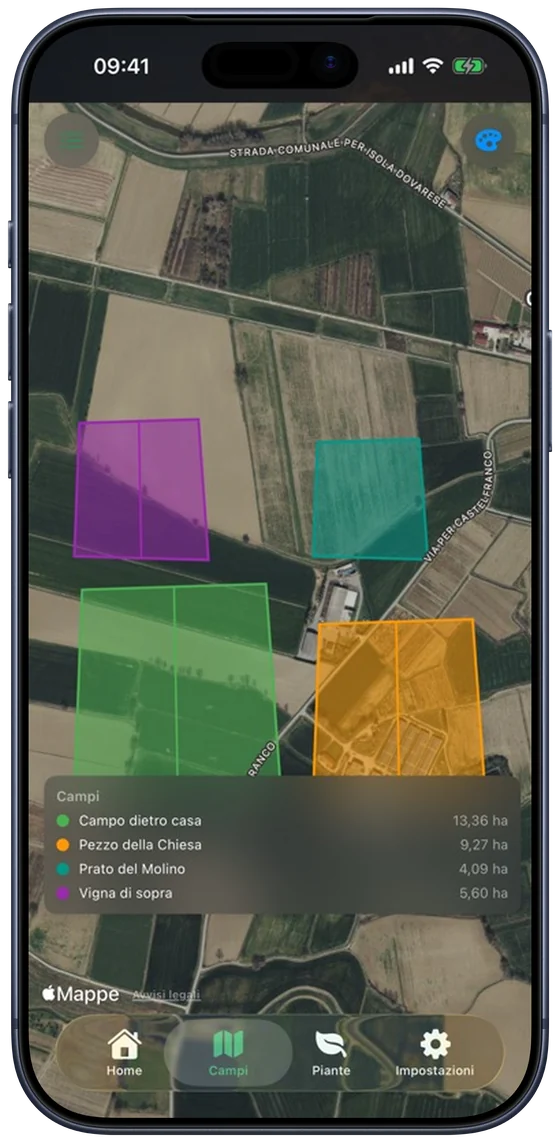 09:41
STRADA COMUNALE PER ISOLA DOVARESE
VIA PER CASTELFRANCO
RANCO
Campi
Campo dietro casa 13,36 ha
Pezzo della Chiesa 9,27 ha
Prato del Molino 4,09 ha
Vigna di sopra 5,60 ha
Mappe Avvisi legali
Home Campi Piante Impostazioni